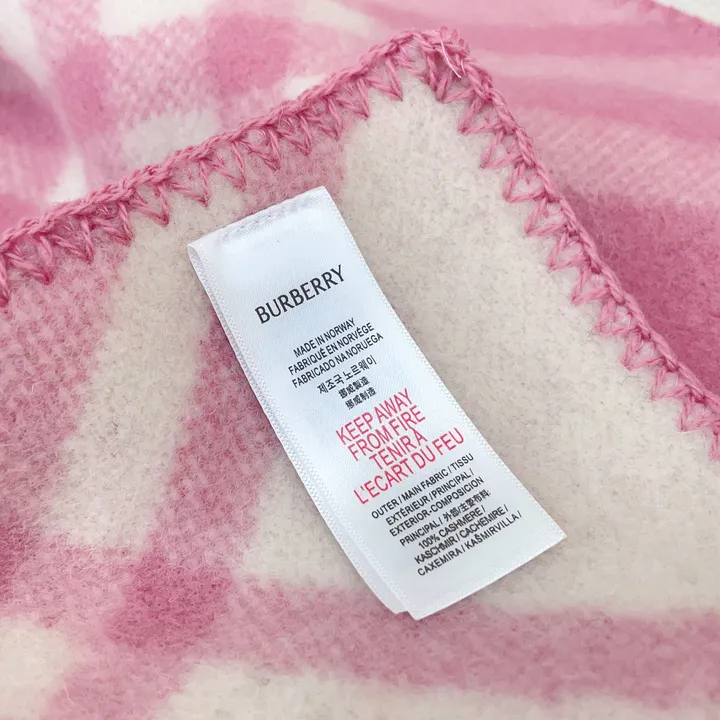 BURBERRY
MADE IN NORWAY
FABRIQUÉ EN NORVÈGE
FABRICADO NA NORUEGA
제조국 노르웨이
挪威製造
挪威制造
KEEP AWAY
FROM FIRE
TENIR À
L'ECART DU FEU
OUTER / MAIN FABRIC / TISSU
EXTÉRIEUR / PRINCIPAL /
EXTERIOR-COMPOSICION
PRINCIPAL / 外部/主要布料:
100% CASHMERE /
KASCHMIR / CACHEMIRE /
CAXEMIRA / KAŠMIRVILLA /